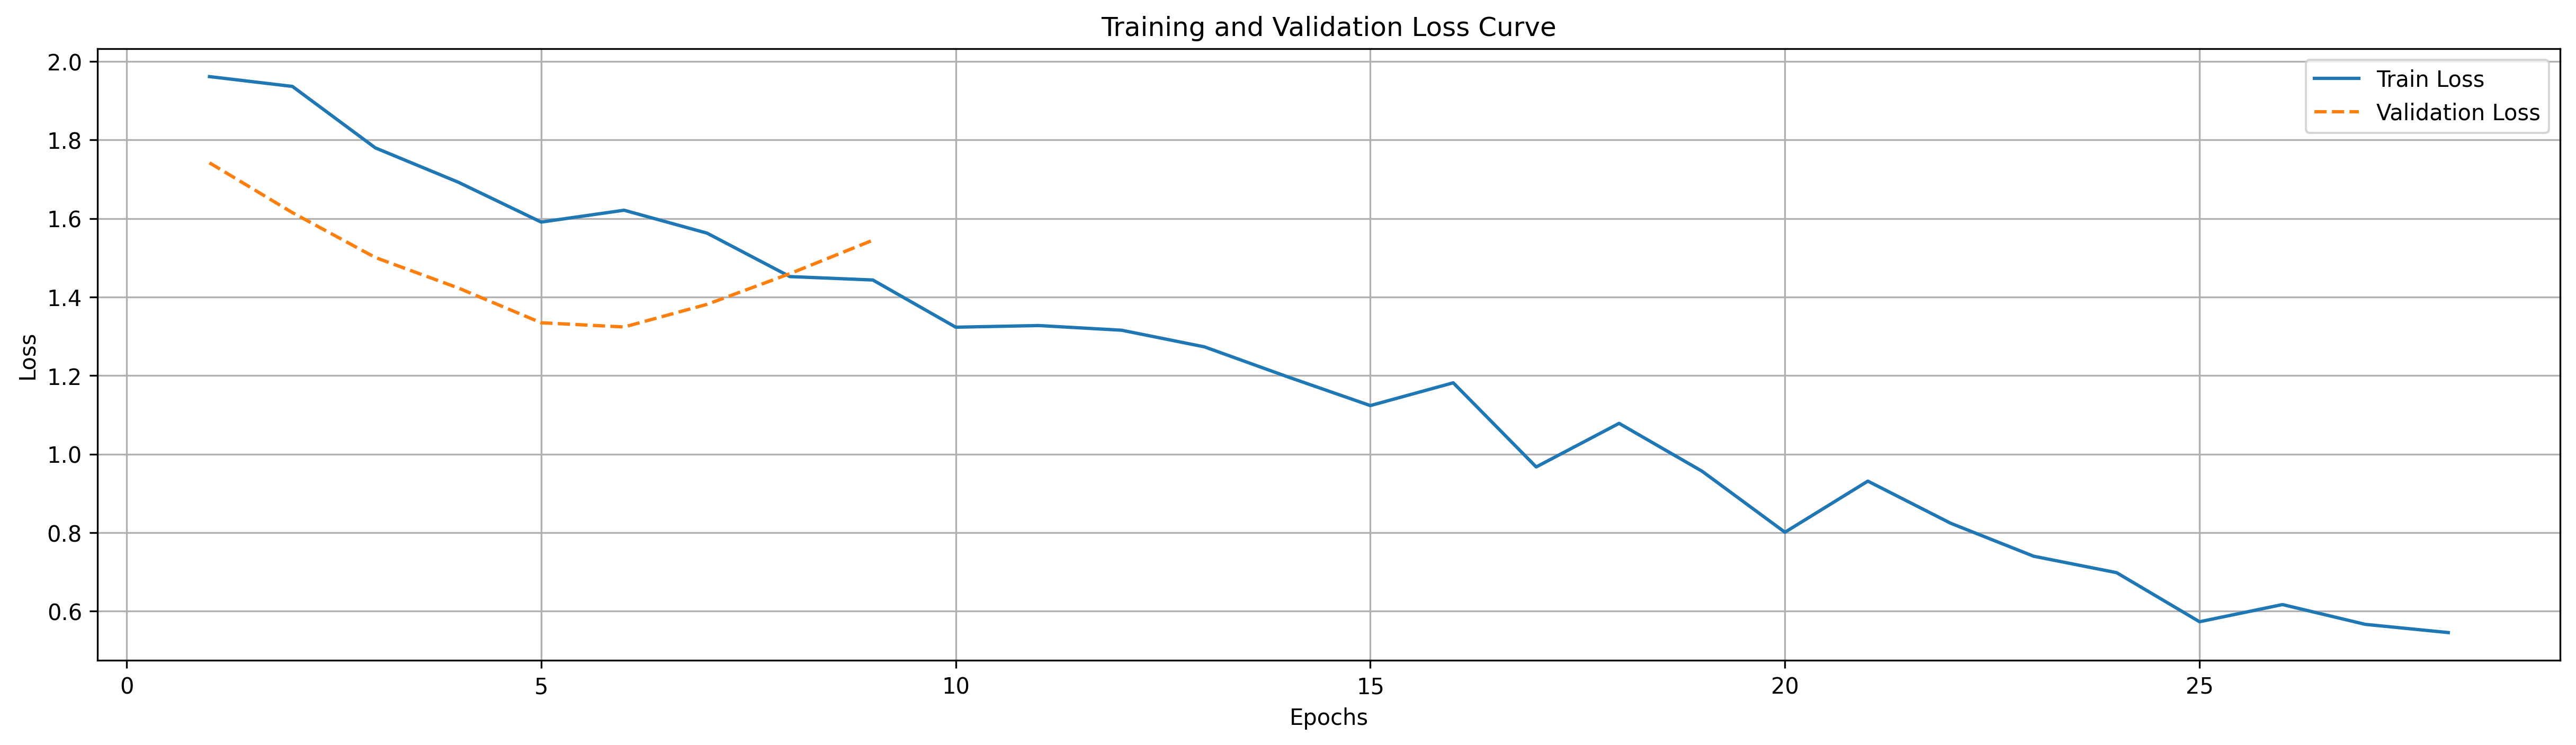 Training and Validation Loss Curve
Train Loss
Validation Loss
Loss
2.0
1.8
1.6
1.4
1.2
1.0
0.8
0.6
0 5 10 15 20 25
Epochs